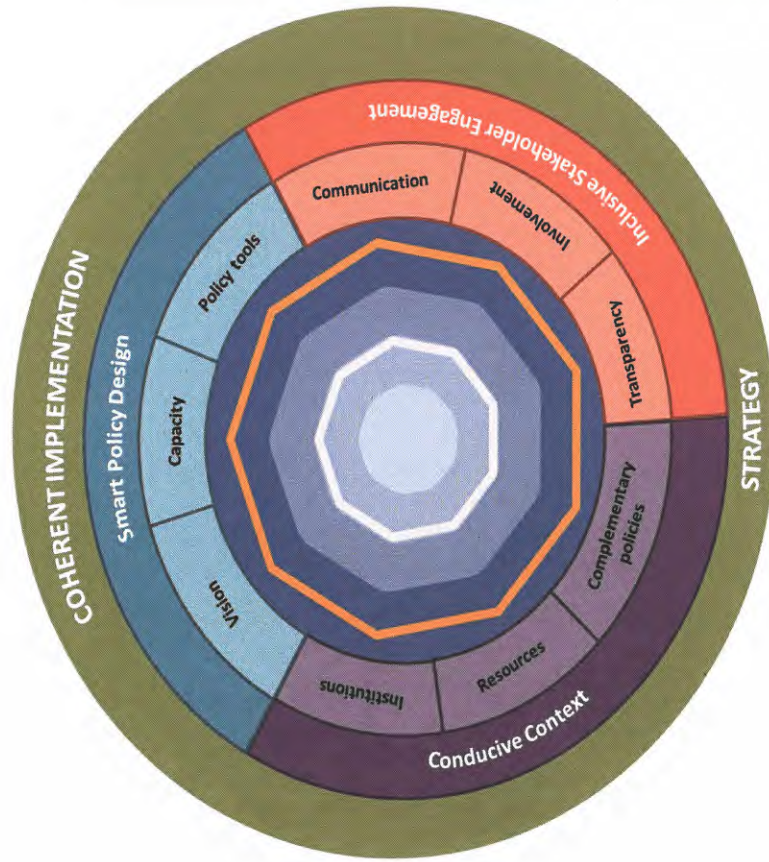 COHERENT IMPLEMENTATION
Smart Policy Design
Vision
Capacity
Policy tools
Inclusive Stakeholder Engagement
Communication
Involvement
Transparency
Conducive Context
Institutions
Resources
Complementary
policies
STRATEGY